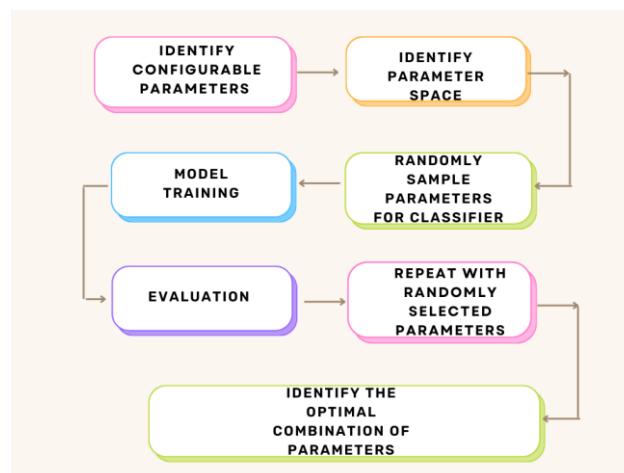 IDENTIFY
CONFIGURABLE
PARAMETERS
IDENTIFY
PARAMETER
SPACE
RANDOMLY
SAMPLE
PARAMETERS
FOR CLASSIFIER
MODEL
TRAINING
EVALUATION
REPEAT WITH
RANDOMLY
SELECTED
PARAMETERS
IDENTIFY THE
OPTIMAL
COMBINATION OF
PARAMETERS